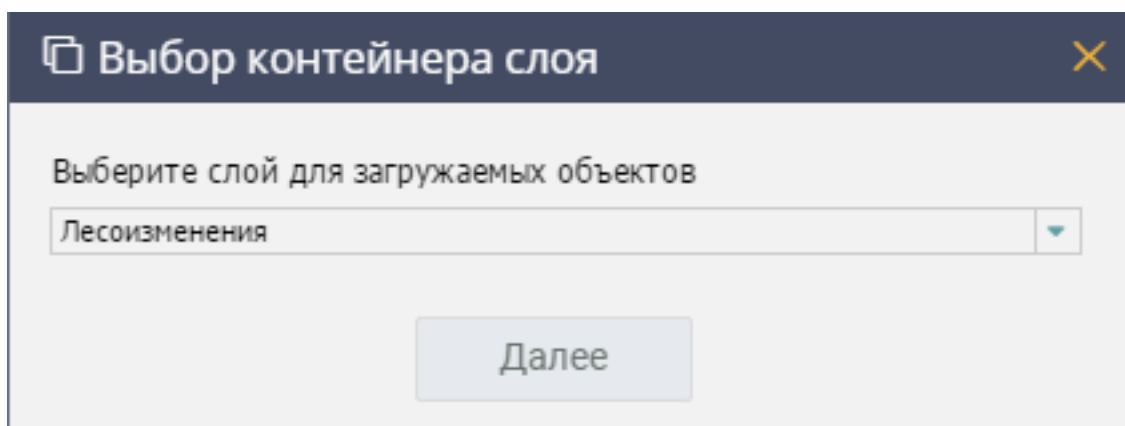 Выбор контейнера слоя
Выберите слой для загружаемых объектов
Лесоизменения
Далее